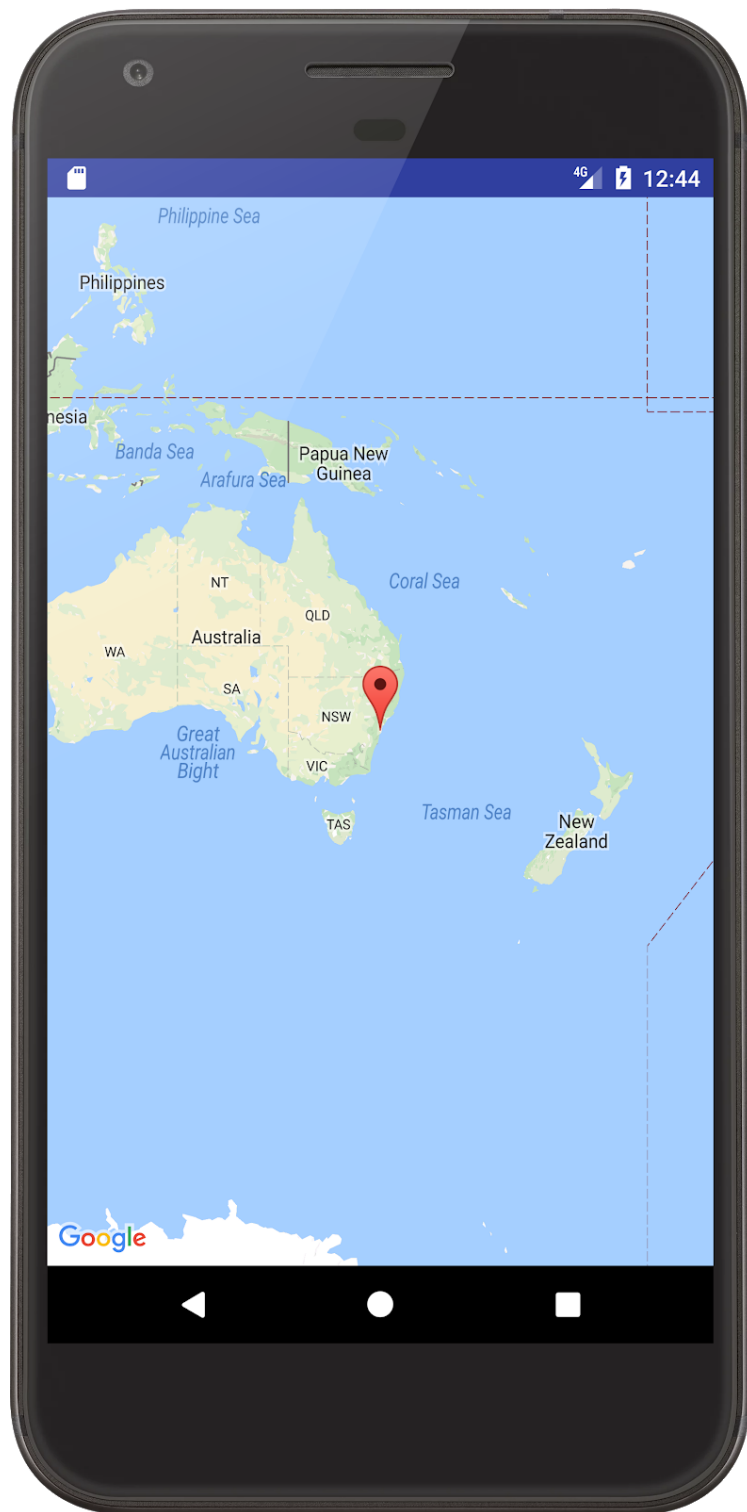 4G 12:44
Philippine Sea
Philippines
nesia
Banda Sea
Papua New
Guinea
Arafura Sea
Coral Sea
NT
QLD
Australia
WA
SA
NSW
Great
Australian
Bight
VIC
Tasman Sea
TAS
New
Zealand
Google